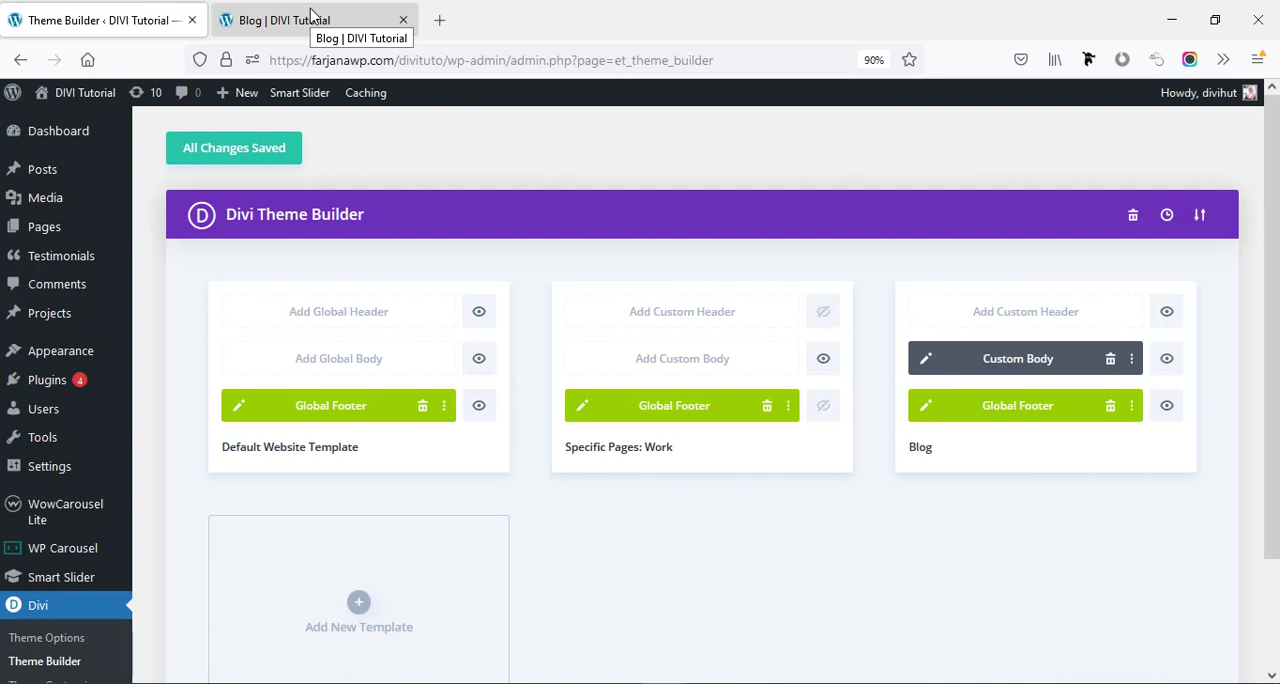 Theme Builder ‹ DIVI Tutorial —
Blog | DIVI Tutorial
Blog | DIVI Tutorial
https://farjanawp.com/divituto/wp-admin/admin.php?page=et_theme_builder
90%
DIVI Tutorial
10
0
New
Smart Slider
Caching
Howdy, divihut
Dashboard
Posts
Media
Pages
Testimonials
Comments
Projects
Appearance
Plugins 4
Users
Tools
Settings
WowCarousel
Lite
WP Carousel
Smart Slider
Divi
Theme Options
Theme Builder
All Changes Saved
D Divi Theme Builder
Add Global Header
Add Global Body
Global Footer
Default Website Template
Add Custom Header
Add Custom Body
Global Footer
Specific Pages: Work
Add Custom Header
Custom Body
Global Footer
Blog
Add New Template